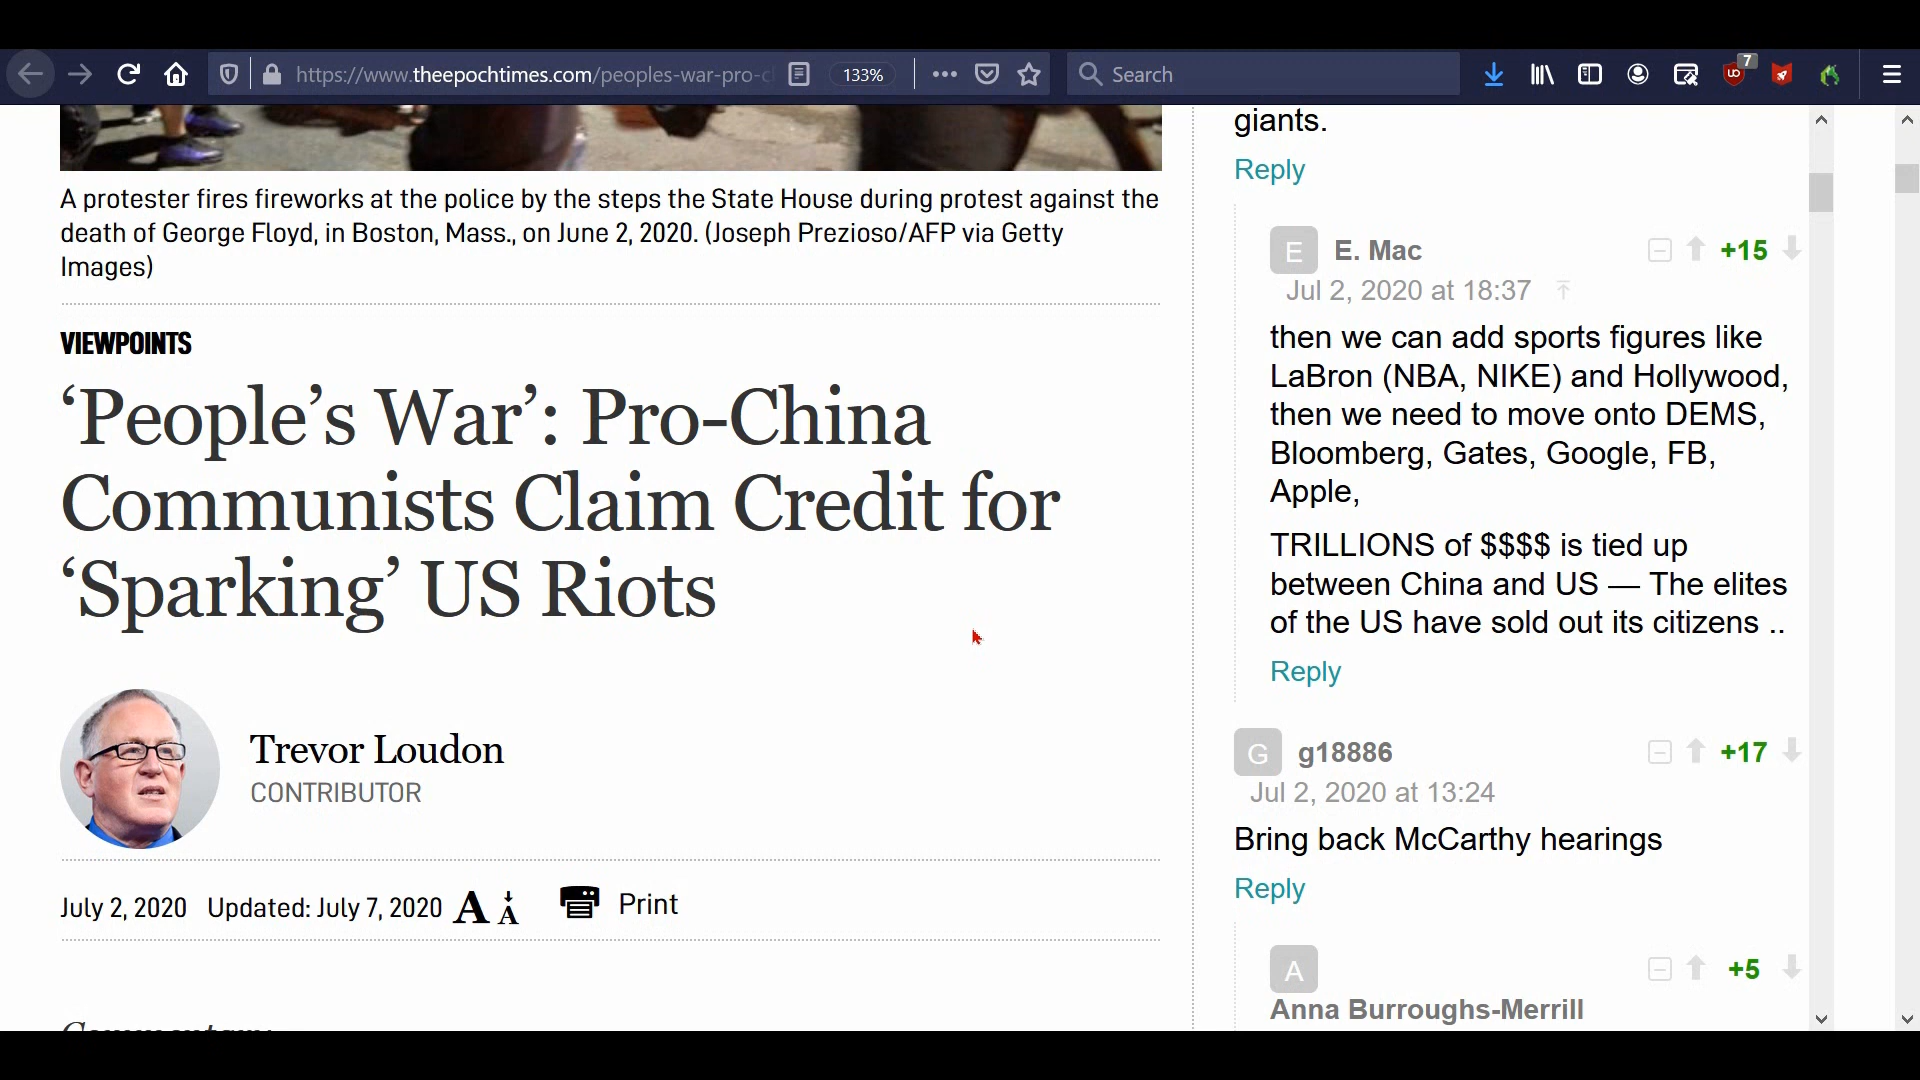 https://www.theepochtimes.com/peoples-war-pro-c
133%
Search
7
A protester fires fireworks at the police by the steps the State House during protest against the
death of George Floyd, in Boston, Mass., on June 2, 2020. (Joseph Prezioso/AFP via Getty
Images)
VIEWPOINTS
‘People’s War’: Pro-China
Communists Claim Credit for
‘Sparking’ US Riots
Trevor Loudon
CONTRIBUTOR
July 2, 2020 Updated: July 7, 2020 A A Print
Commentary
giants.
Reply
E E. Mac +15
Jul 2, 2020 at 18:37
then we can add sports figures like
LaBron (NBA, NIKE) and Hollywood,
then we need to move onto DEMS,
Bloomberg, Gates, Google, FB,
Apple,
TRILLIONS of $$$$ is tied up
between China and US — The elites
of the US have sold out its citizens ..
Reply
G g18886 +17
Jul 2, 2020 at 13:24
Bring back McCarthy hearings
Reply
A +5
Anna Burroughs-Merrill